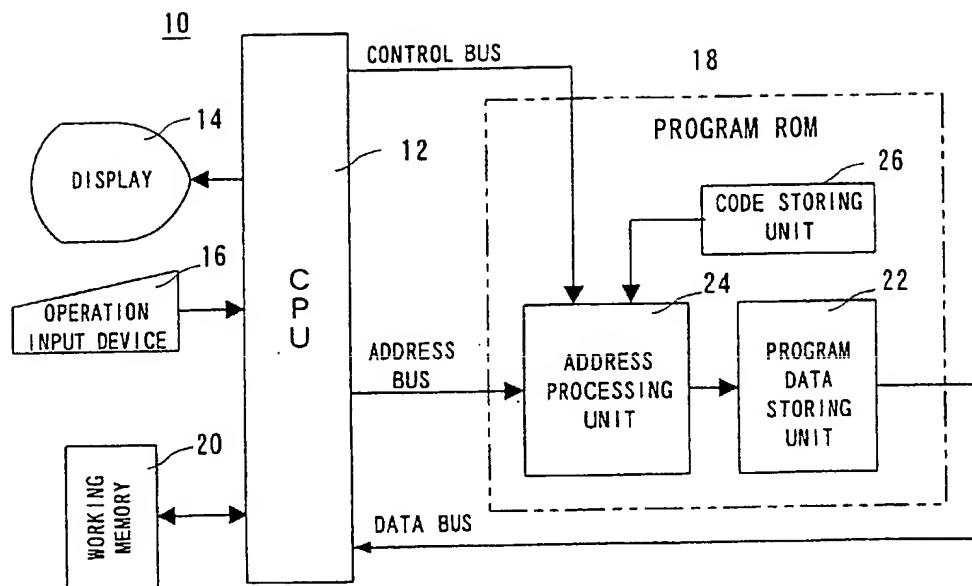 10
CONTROL BUS
18
14
12
PROGRAM ROM
DISPLAY
26
CODE STORING
UNIT
16
OPERATION
INPUT DEVICE
CPU
24
22
ADDRESS
BUS
ADDRESS
PROCESSING
UNIT
PROGRAM
DATA
STORING
UNIT
20
WORKING
MEMORY
DATA BUS